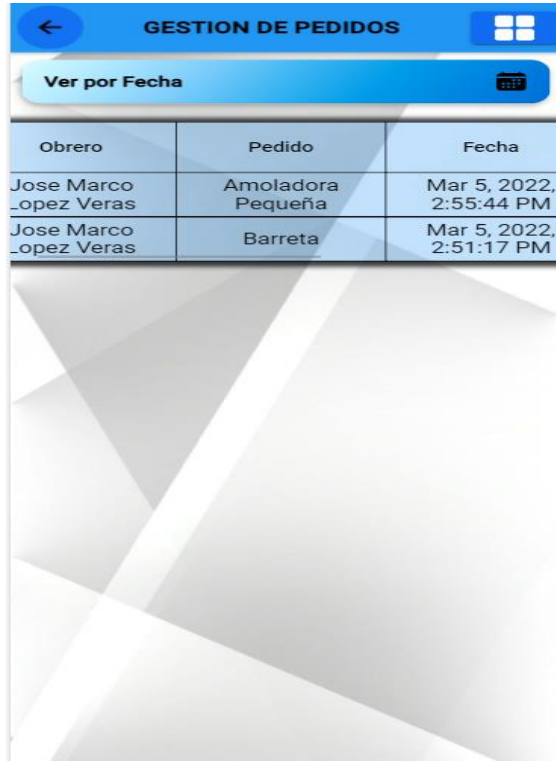 GESTION DE PEDIDOS
Ver por Fecha
Obrero Pedido Fecha
Jose Marco Amoladora Mar 5, 2022,
Lopez Veras Pequeña 2:55:44 PM
Jose Marco Barreta Mar 5, 2022,
Lopez Veras 2:51:17 PM